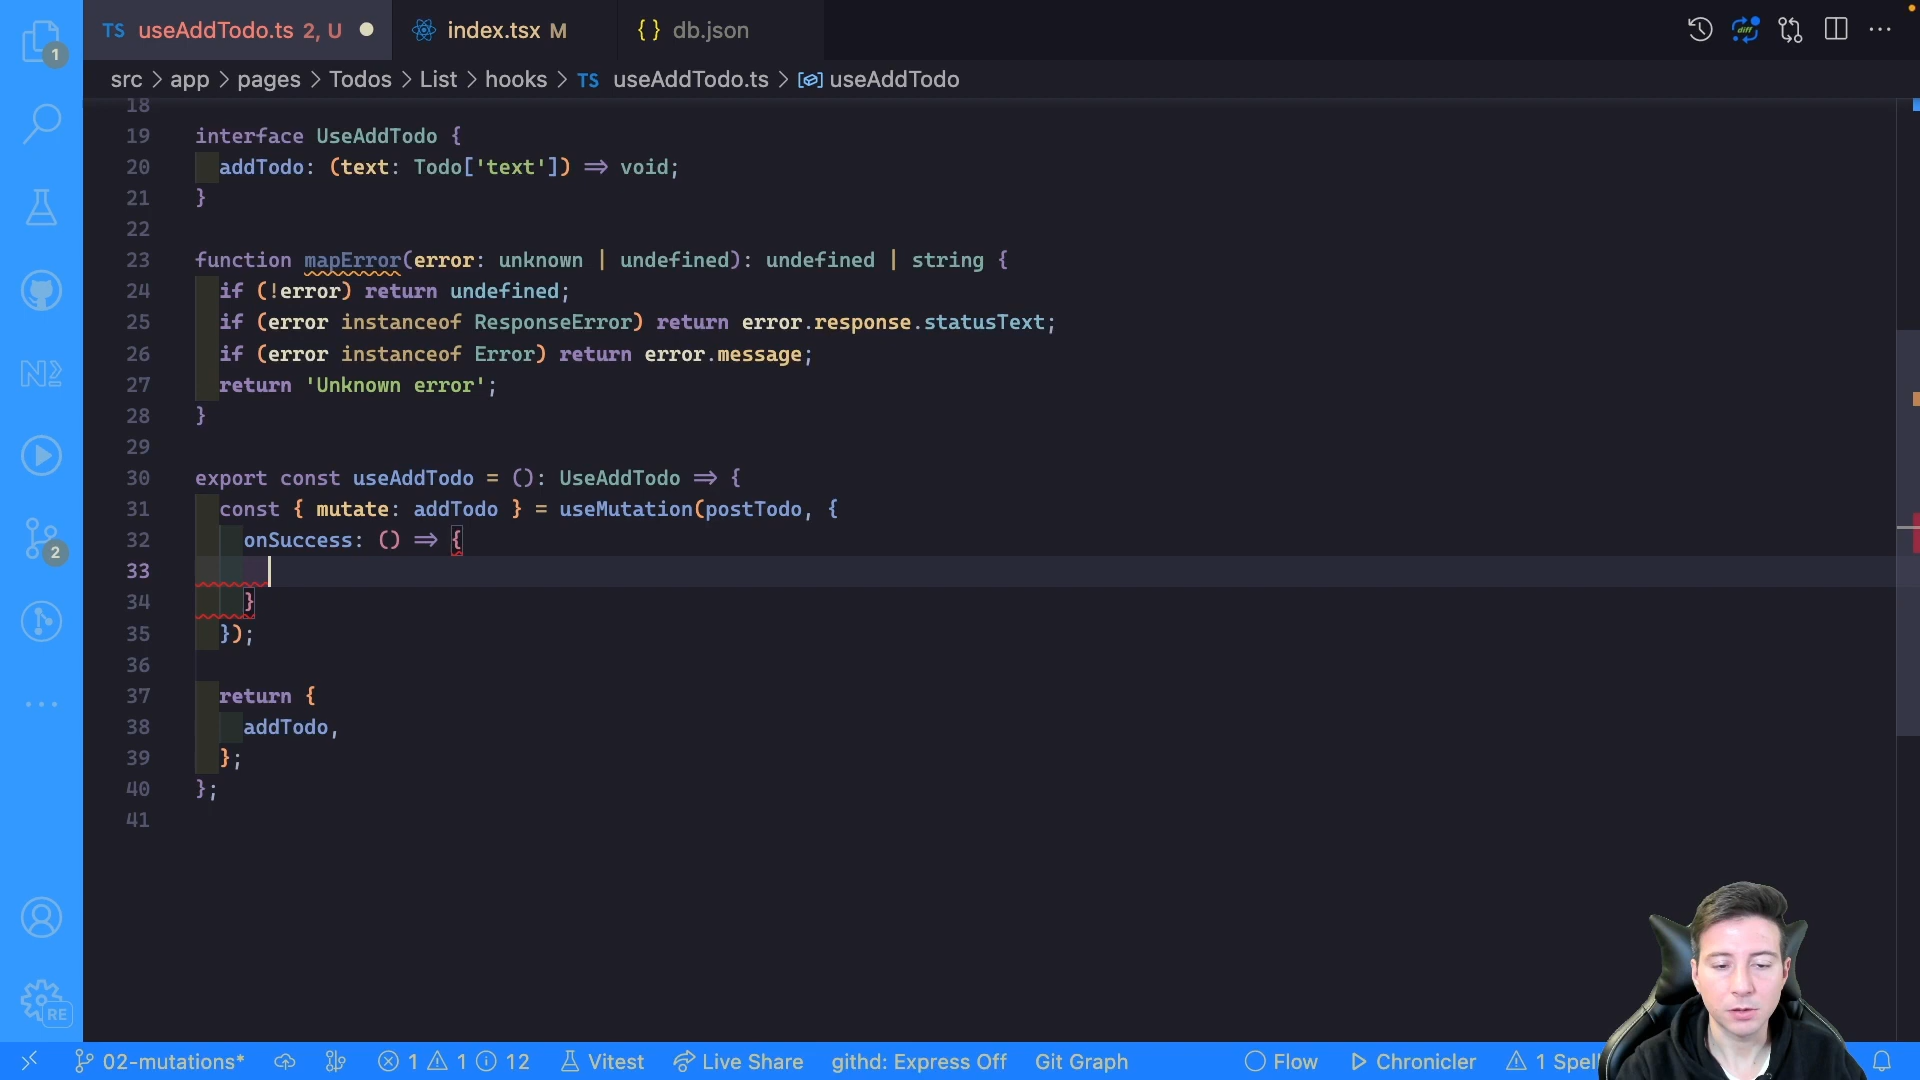 TS useAddTodo.ts 2, U
index.tsx M
{} db.json
1
src > app > pages > Todos > List > hooks > TS useAddTodo.ts > useAddTodo
18
19 interface UseAddTodo {
20 addTodo: (text: Todo['text']) => void;
21 }
22
23 function mapError(error: unknown | undefined): undefined | string {
24 if (!error) return undefined;
25 if (error instanceof ResponseError) return error.response.statusText;
26 if (error instanceof Error) return error.message;
27 return 'Unknown error';
28 }
29
30 export const useAddTodo = (): UseAddTodo => {
31 const { mutate: addTodo } = useMutation(postTodo, {
32 onSuccess: () => {
33
34 }
35 });
36
37 return {
38 addTodo,
39 };
40 };
41
2
RE
02-mutations* 1 1 12 Vitest Live Share githd: Express Off Git Graph Flow Chronicler 1 Spell